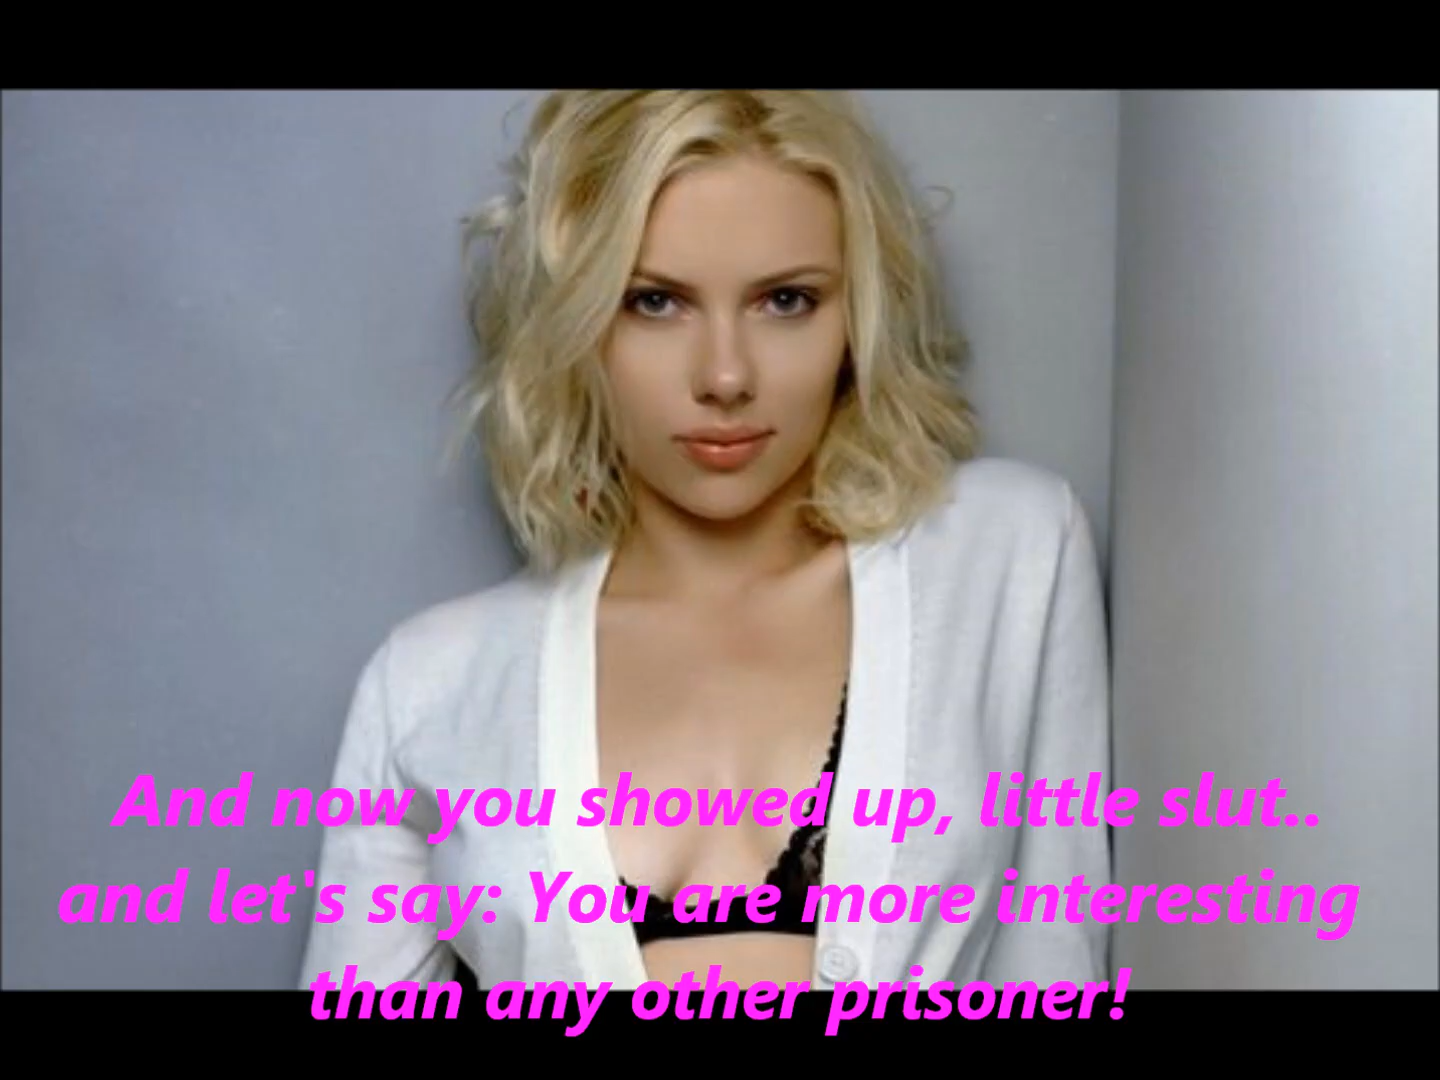 And now you showed up, little slut..
and let's say: You are more interesting
than any other prisoner!